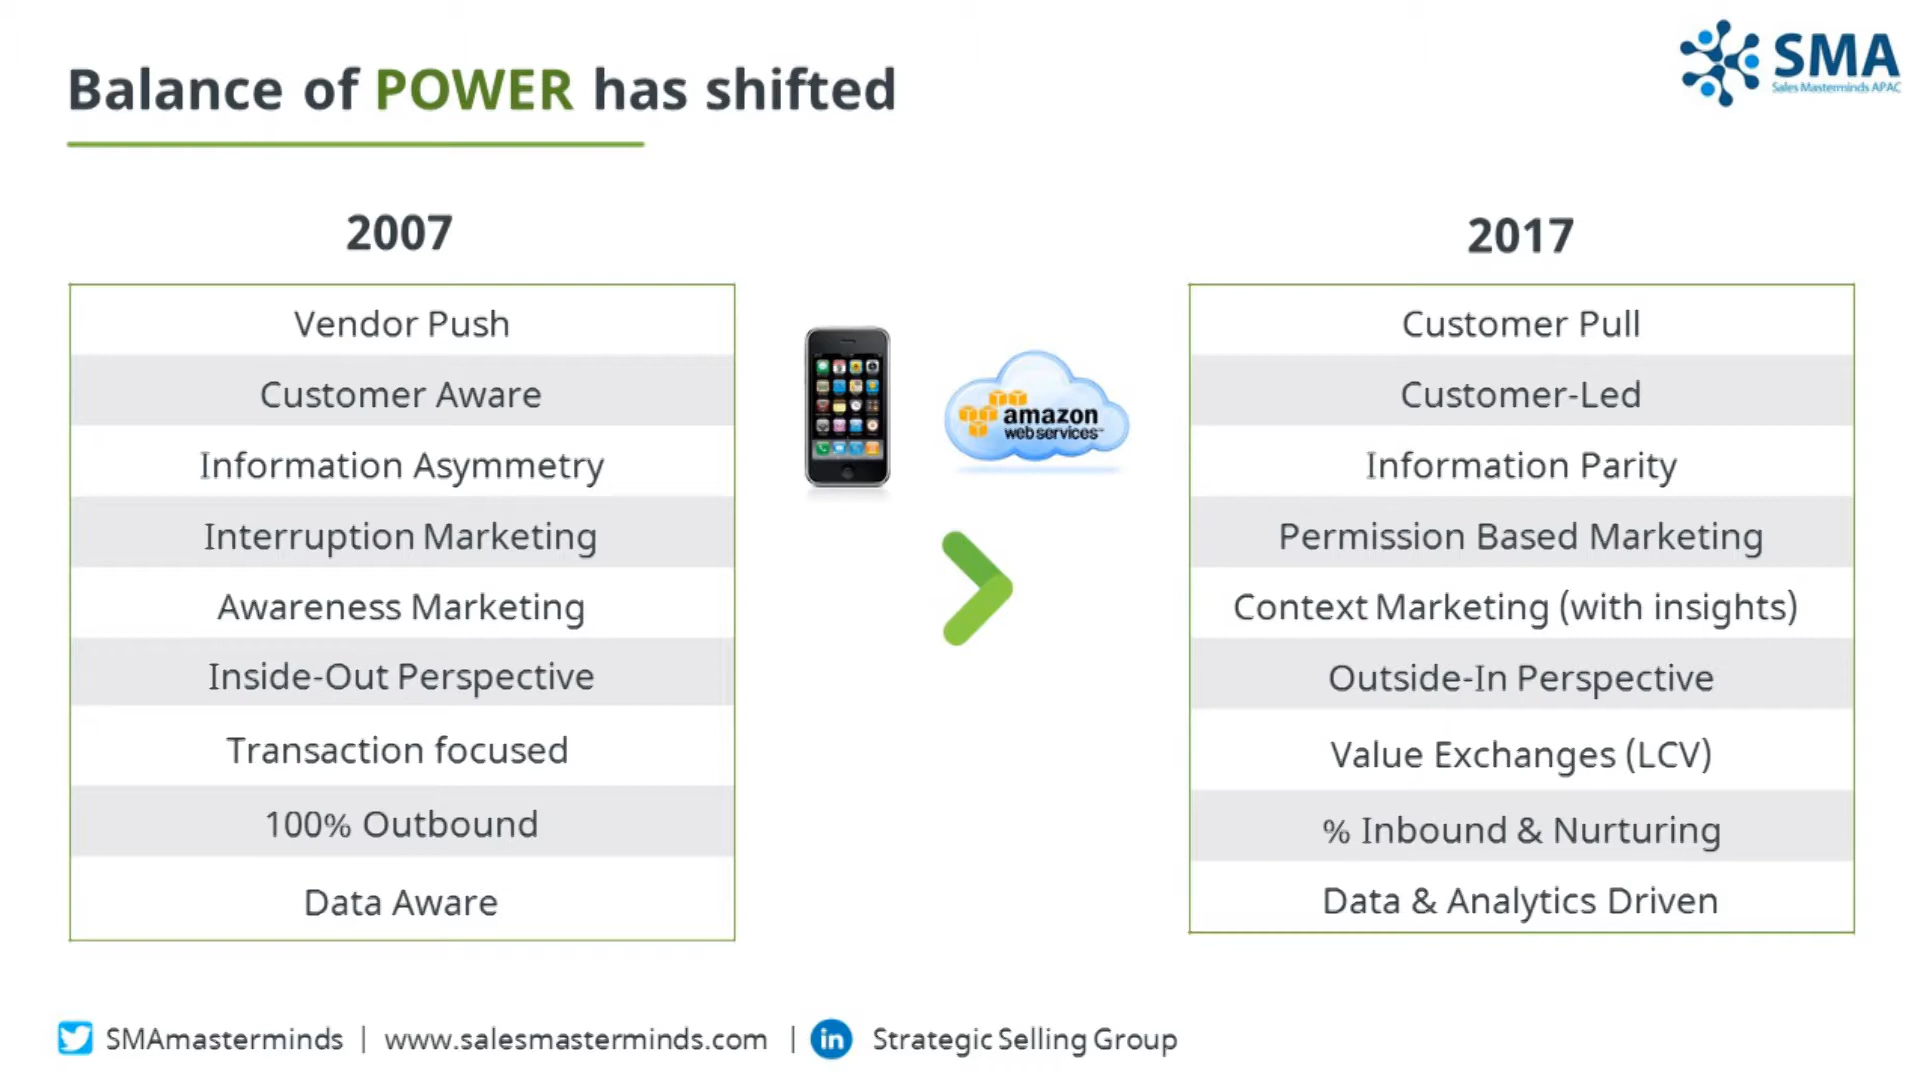 Balance of POWER has shifted
SMA
Sales Masterminds APAC
2007
Vendor Push
Customer Aware
Information Asymmetry
Interruption Marketing
Awareness Marketing
Inside-Out Perspective
Transaction focused
100% Outbound
Data Aware
amazon
web services™
2017
Customer Pull
Customer-Led
Information Parity
Permission Based Marketing
Context Marketing (with insights)
Outside-In Perspective
Value Exchanges (LCV)
% Inbound & Nurturing
Data & Analytics Driven
SMAmasterminds | www.salesmasterminds.com | in Strategic Selling Group